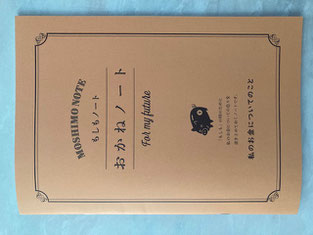 MOSHIMO NOTE
もしもノート
おかねノート
For my future
私のお金についてのこと